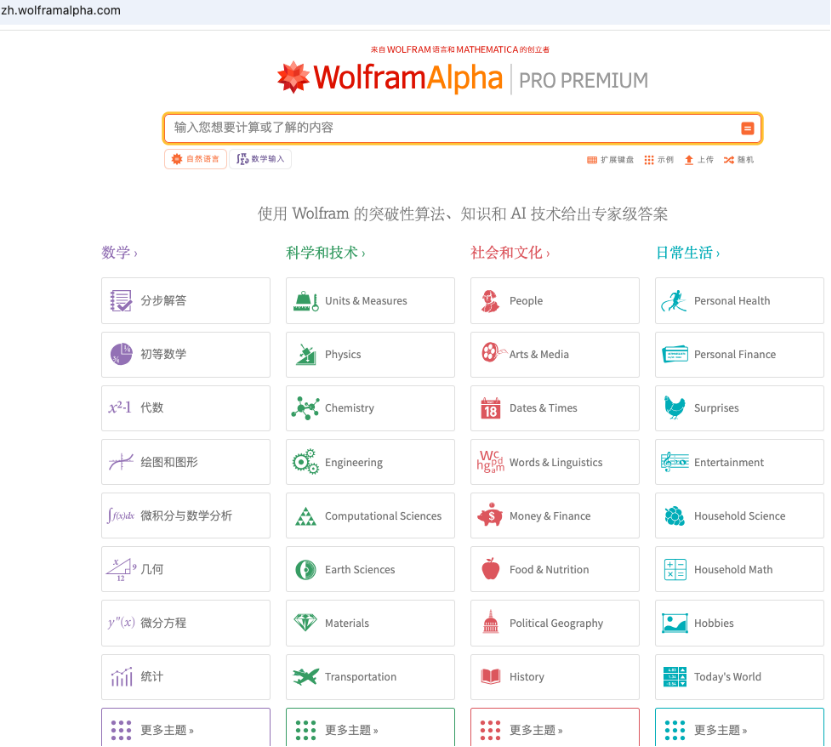 zh.wolframalpha.com
来自 WOLFRAM 语言和 MATHEMATICA 的创立者
WolframAlpha PRO PREMIUM
输入您想要计算或了解的内容
自然语言 数学输入 扩展键盘 示例 上传 随机
使用 Wolfram 的突破性算法、知识和 AI 技术给出专家级答案
数学 ›
分步解答
初等数学
x²-1 代数
绘图和图形
∫f(x)dx 微积分与数学分析
x 9 12 几何
y″(x) 微分方程
统计
更多主题 »
科学和技术 ›
Units & Measures
Physics
Chemistry
Engineering
Computational Sciences
Earth Sciences
Materials
Transportation
更多主题 »
社会和文化 ›
People
Arts & Media
18 Dates & Times
Words & Linguistics
$ Money & Finance
Food & Nutrition
Political Geography
History
更多主题 »
日常生活 ›
Personal Health
Personal Finance
Surprises
Entertainment
Household Science
Household Math
Hobbies
Today's World
更多主题 »